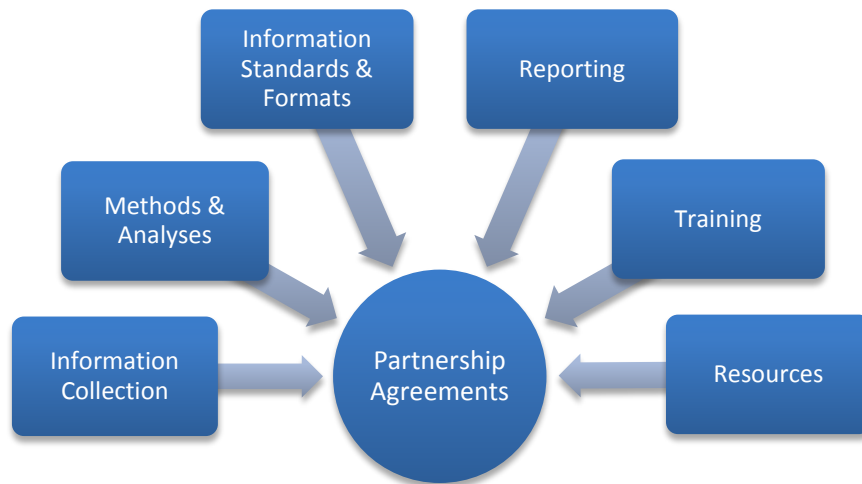 Information
Standards &
Formats
Reporting
Methods &
Analyses
Training
Information
Collection
Partnership
Agreements
Resources